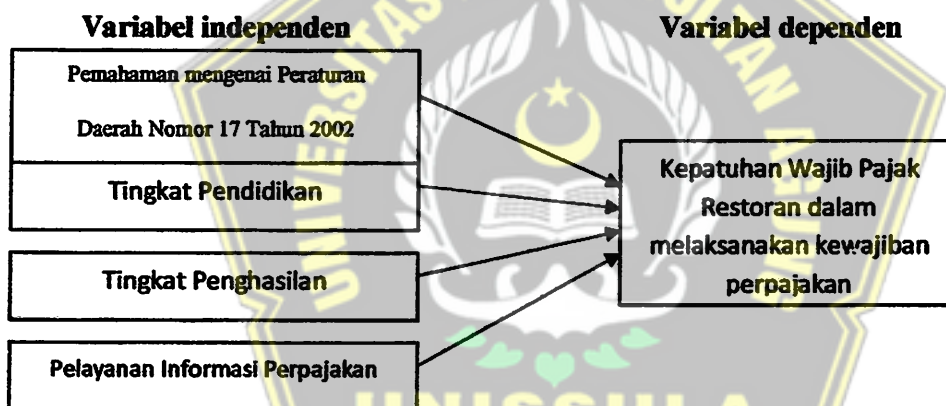 Variabel independen
Variabel dependen
Pemahaman mengenai Peraturan
Daerah Nomor 17 Tahun 2002
Tingkat Pendidikan
Tingkat Penghasilan
Pelayanan Informasi Perpajakan
Kepatuhan Wajib Pajak
Restoran dalam
melaksanakan kewajiban
perpajakan
UNISSULA